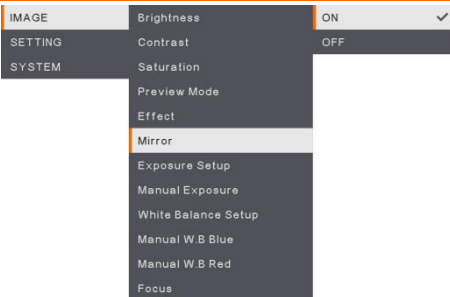 IMAGE
SETTING
SYSTEM
Brightness
Contrast
Saturation
Preview Mode
Effect
Mirror
Exposure Setup
Manual Exposure
White Balance Setup
Manual W.B Blue
Manual W.B Red
Focus
ON
OFF